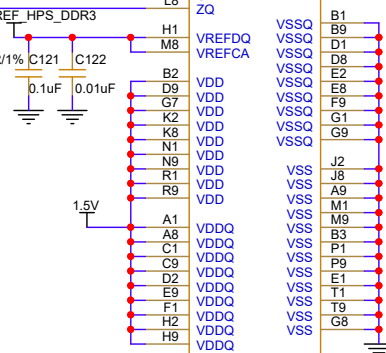 L8 ZQ
REF_HPS_DDR3
H1 VREFDQ
M8 VREFCA
/1% C121 C122
0.1uF 0.01uF
B2 VDD
D9 VDD
G7 VDD
K2 VDD
K8 VDD
N1 VDD
N9 VDD
R1 VDD
R9 VDD
1.5V
A1 VDDQ
A8 VDDQ
C1 VDDQ
C9 VDDQ
D2 VDDQ
E9 VDDQ
F1 VDDQ
H2 VDDQ
H9 VDDQ
VSSQ B1
VSSQ B9
VSSQ D1
VSSQ D8
VSSQ E2
VSSQ E8
VSSQ F9
VSSQ G1
VSSQ G9
VSS J2
VSS J8
VSS A9
VSS M1
VSS M9
VSS B3
VSS P1
VSS P9
VSS E1
VSS T1
VSS T9
VSS G8